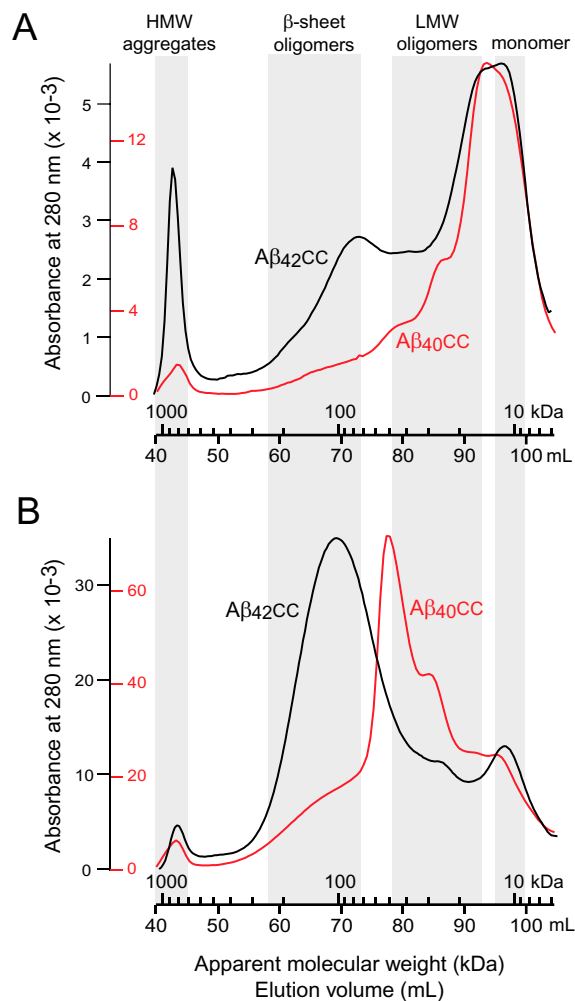 A
HMW aggregates
β-sheet oligomers
LMW oligomers
monomer
Absorbance at 280 nm (x 10-3)
5
4
3
2
1
0
12
8
4
0
Aβ42CC
Aβ40CC
1000
100
10 kDa
40 50 60 70 80 90 100 mL
B
Absorbance at 280 nm (x 10-3)
30
20
10
0
60
40
20
0
Aβ42CC
Aβ40CC
1000
100
10 kDa
40 50 60 70 80 90 100 mL
Apparent molecular weight (kDa)
Elution volume (mL)